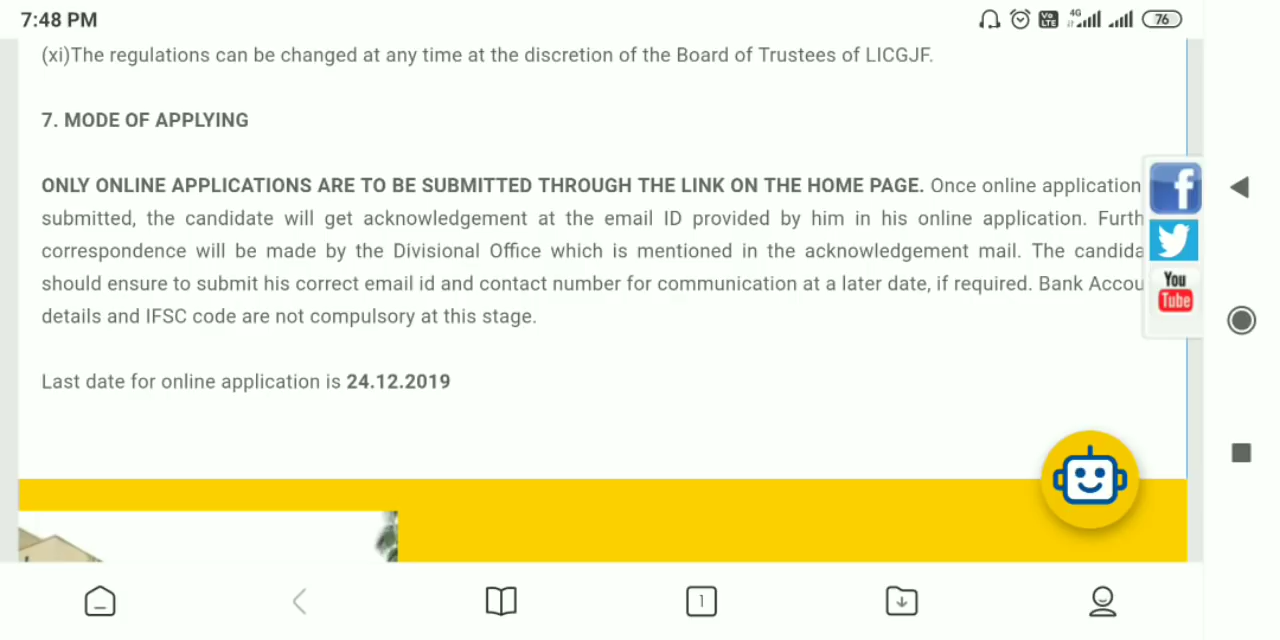 7:48 PM
Vo LTE 4G 76
(xi)The regulations can be changed at any time at the discretion of the Board of Trustees of LICGJF.
7. MODE OF APPLYING
ONLY ONLINE APPLICATIONS ARE TO BE SUBMITTED THROUGH THE LINK ON THE HOME PAGE. Once online application
submitted, the candidate will get acknowledgement at the email ID provided by him in his online application. Furth
correspondence will be made by the Divisional Office which is mentioned in the acknowledgement mail. The candida
should ensure to submit his correct email id and contact number for communication at a later date, if required. Bank Accou
details and IFSC code are not compulsory at this stage.
Last date for online application is 24.12.2019
f
You
Tube
1